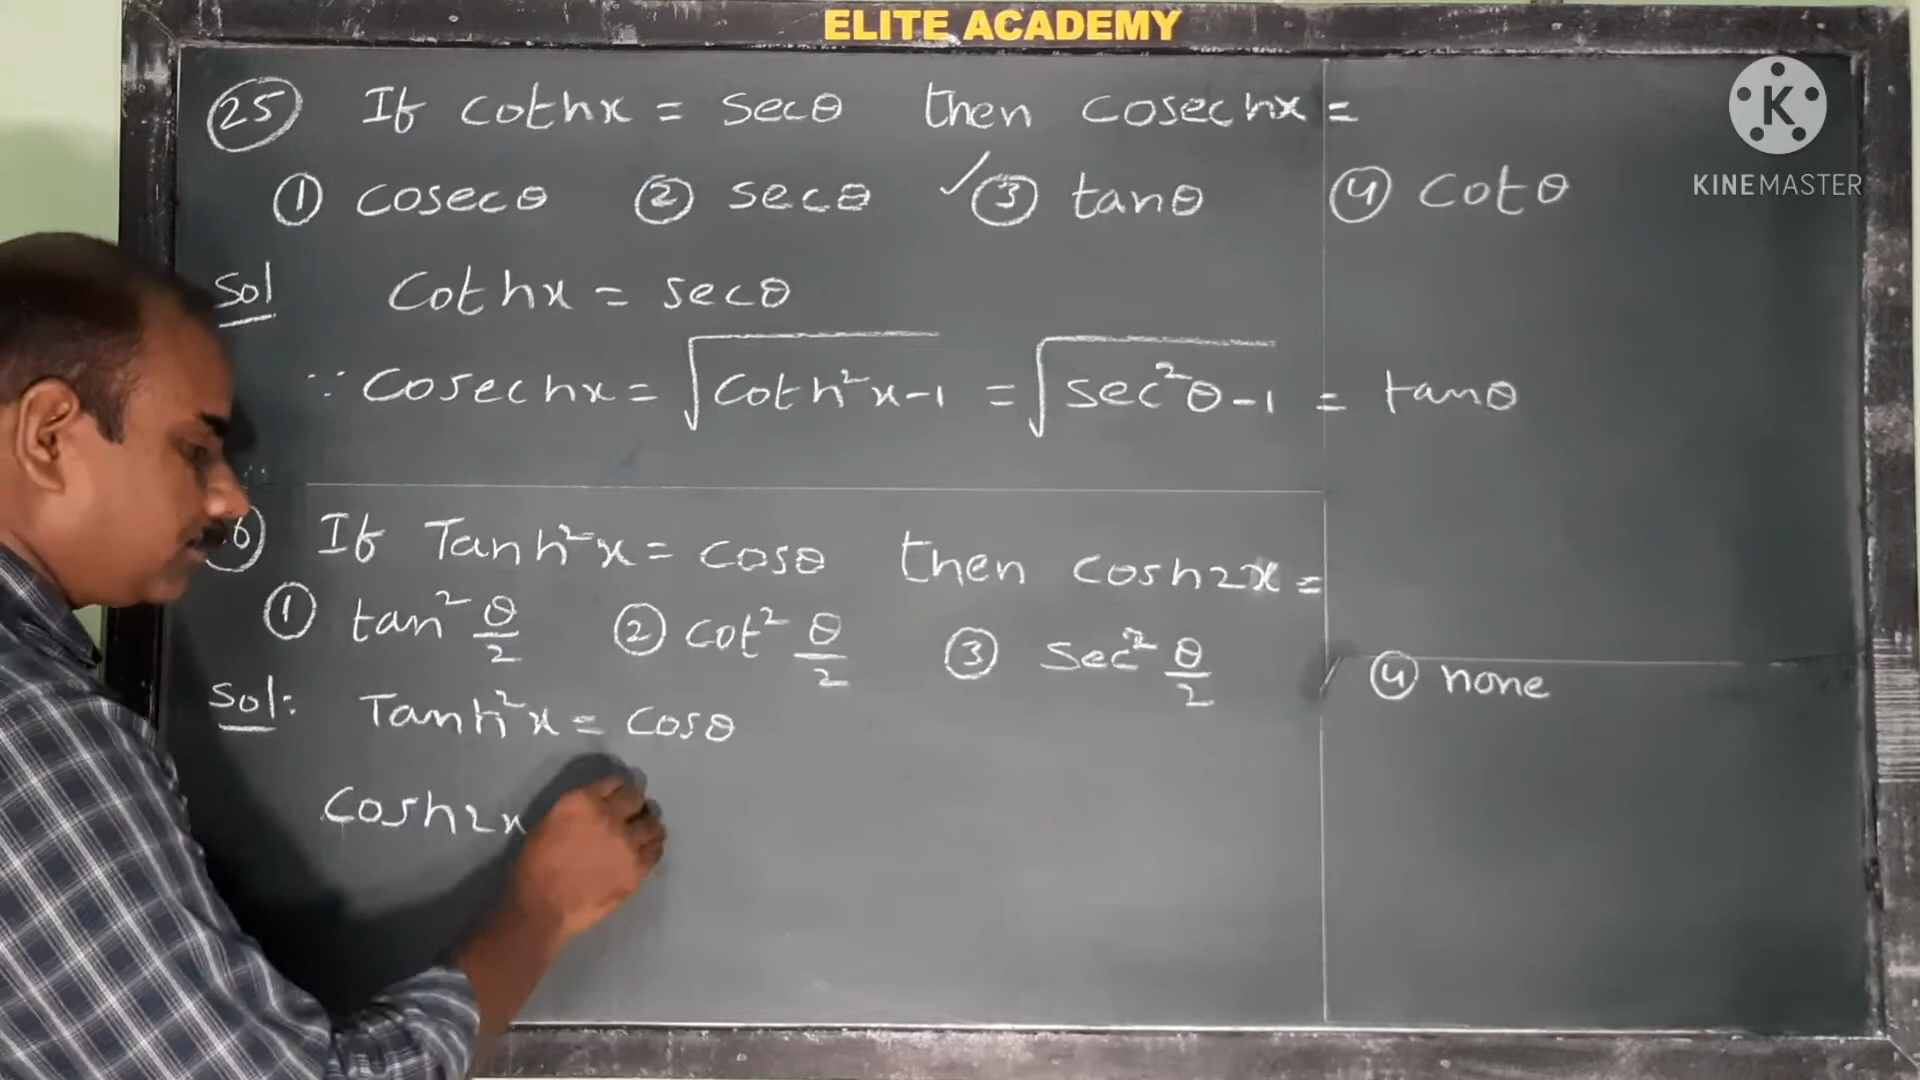 ELITE ACADEMY
KINEMASTER
25 If cothx = secθ then cosechx =
① cosecθ ② secθ ✓③ tanθ ④ cotθ
Sol Cothx = secθ
∵ Cosechx = √coth²x-1 = √sec²θ-1 = tanθ
6 If Tanh²x = cosθ then cosh2x =
① tan² θ/2 ② cot² θ/2 ③ sec² θ/2 ④ none
Sol: Tanh²x = cosθ
Cosh2x